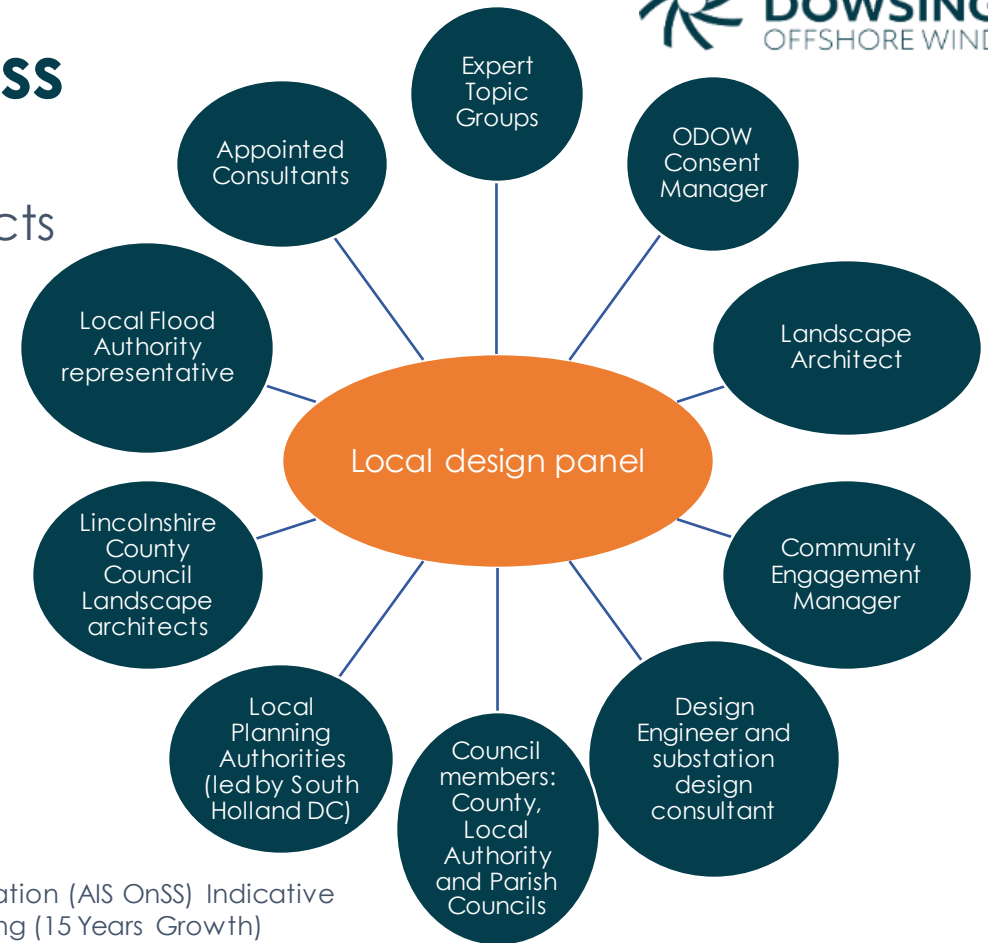 DOWSING
OFFSHORE WIND
ss
cts
Expert
Topic
Groups
ODOW
Consent
Manager
Landscape
Architect
Community
Engagement
Manager
Design
Engineer and
substation
design
consultant
Council
members:
County,
Local
Authority
and Parish
Councils
Local
Planning
Authorities
(led by South
Holland DC)
Lincolnshire
County
Council
Landscape
architects
Local Flood
Authority
representative
Appointed
Consultants
Local design panel
ation (AIS OnSS) Indicative
ng (15 Years Growth)